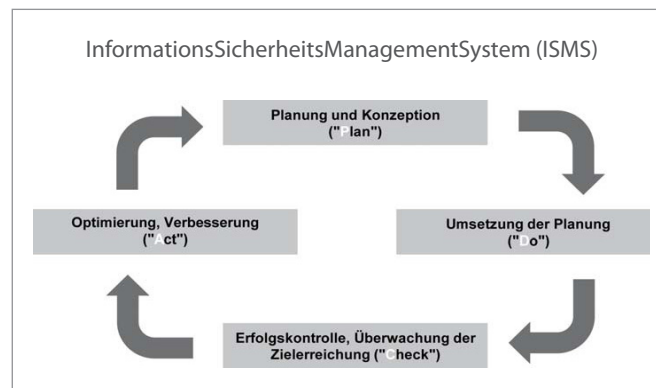 InformationsSicherheitsManagementSystem (ISMS)
Planung und Konzeption
("Plan")
Optimierung, Verbesserung
("Act")
Umsetzung der Planung
("Do")
Erfolgskontrolle, Überwachung der
Zielerreichung ("Check")